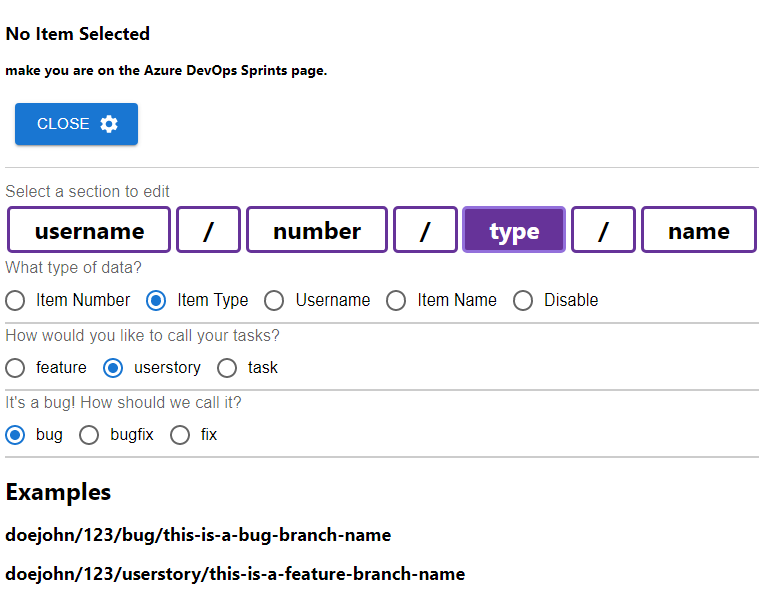 No Item Selected
make you are on the Azure DevOps Sprints page.
CLOSE
Select a section to edit
username / number / type / name
What type of data?
Item Number Item Type Username Item Name Disable
How would you like to call your tasks?
feature userstory task
It's a bug! How should we call it?
bug bugfix fix
Examples
doejohn/123/bug/this-is-a-bug-branch-name
doejohn/123/userstory/this-is-a-feature-branch-name